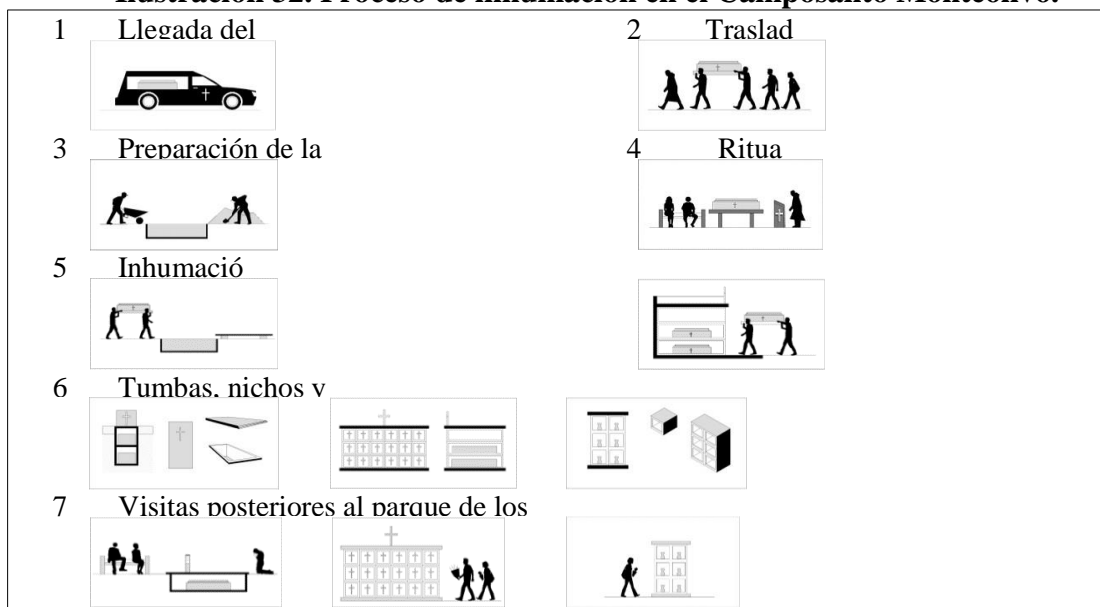 Ilustración 32. Proceso de inhumación en el Camposanto Monteolivo.
1 Llegada del
2 Traslad
3 Preparación de la
4 Ritua
5 Inhumació
6 Tumbas, nichos y
7 Visitas posteriores al parque de los